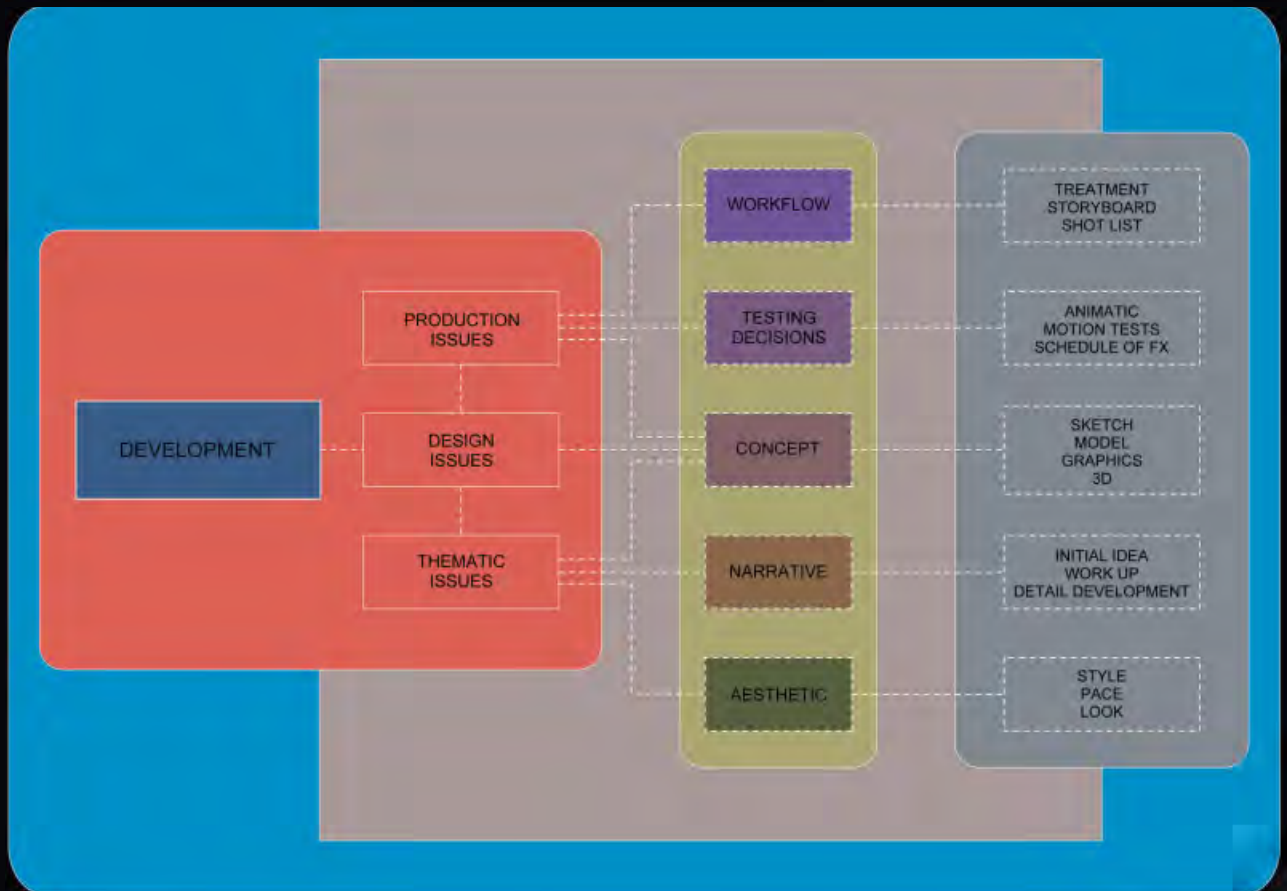 WORKFLOW
TREATMENT
STORYBOARD
SHOT LIST
PRODUCTION
ISSUES
TESTING
DECISIONS
ANIMATIC
MOTION TESTS
SCHEDULE OF FX
DEVELOPMENT
DESIGN
ISSUES
CONCEPT
SKETCH
MODEL
GRAPHICS
3D
THEMATIC
ISSUES
NARRATIVE
INITIAL IDEA
WORK UP
DETAIL DEVELOPMENT
AESTHETIC
STYLE
PACE
LOOK